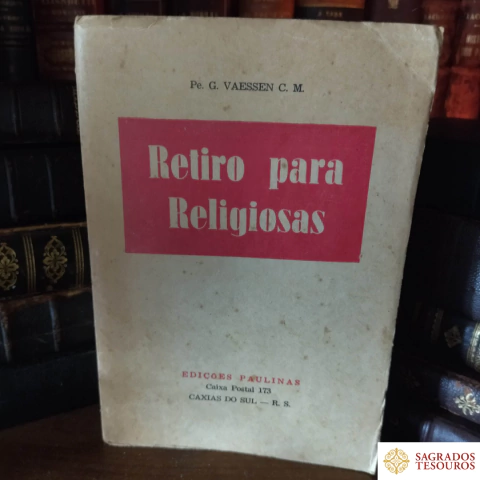 Pe. G. VAESSEN C. M.
Retiro para
Religiosas
EDIÇÕES PAULINAS
Caixa Postal 173
CAXIAS DO SUL — R. S.
SAGRADOS
TESOUROS